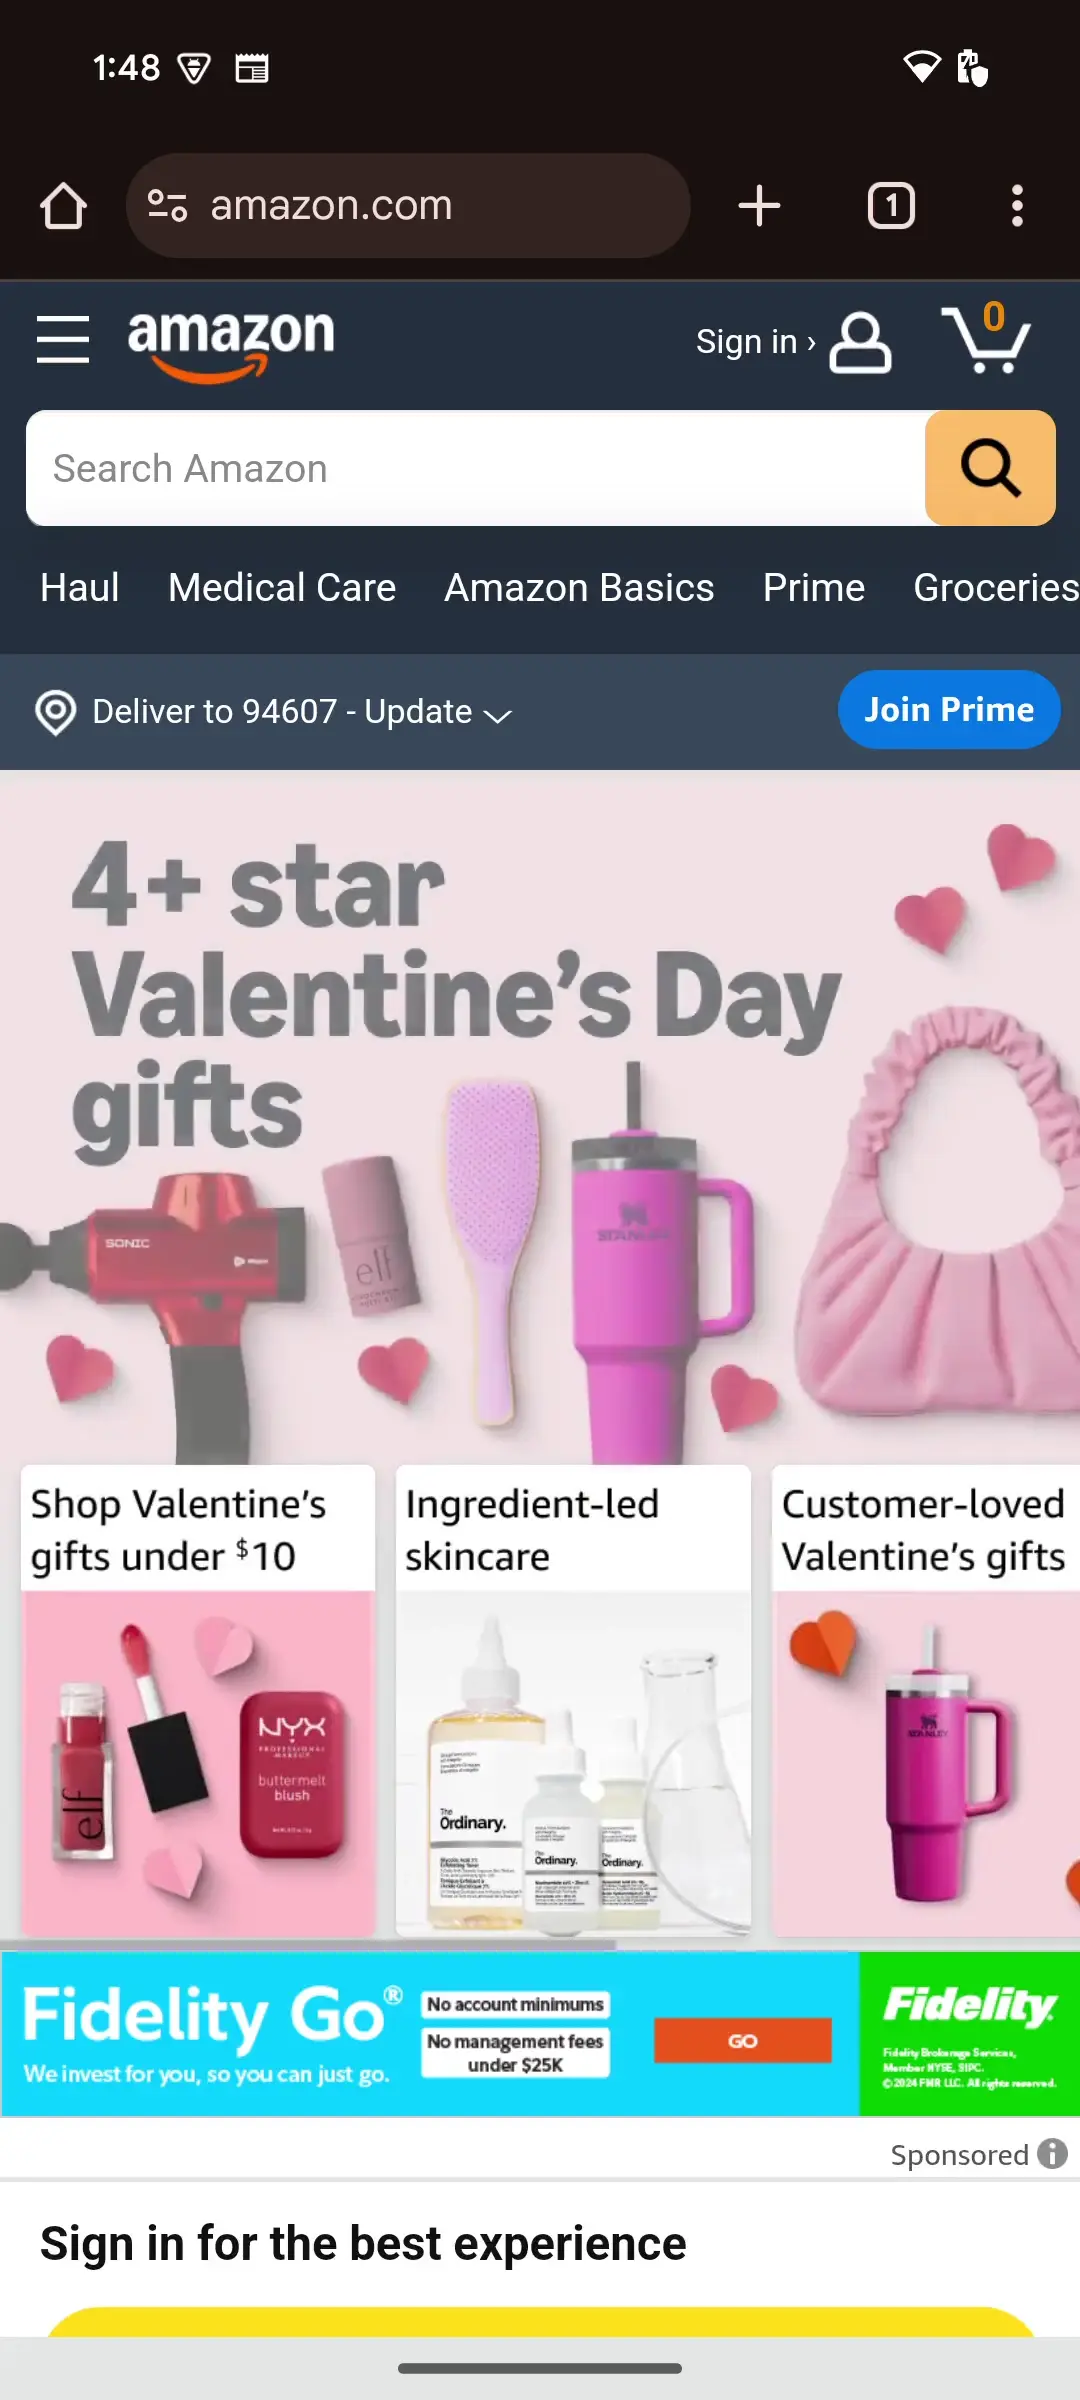 1:48
amazon.com
1
amazon
Sign in ›
0
Search Amazon
Haul Medical Care Amazon Basics Prime Groceries
Deliver to 94607 - Update
Join Prime
4+ star
Valentine's Day
gifts
SONIC
elf
STANLEY
Shop Valentine's
gifts under $10
Ingredient-led
skincare
Customer-loved
Valentine's gifts
elf
NYX
PROFESSIONAL
MAKEUP
buttermelt
blush
The
Ordinary.
The
Ordinary.
The
Ordinary.
STANLEY
Fidelity Go®
We invest for you, so you can just go.
No account minimums
No management fees
under $25K
GO
Fidelity
Fidelity Brokerage Services,
Member NYSE, SIPC.
©2024 FMR LLC. All rights reserved.
Sponsored
Sign in for the best experience